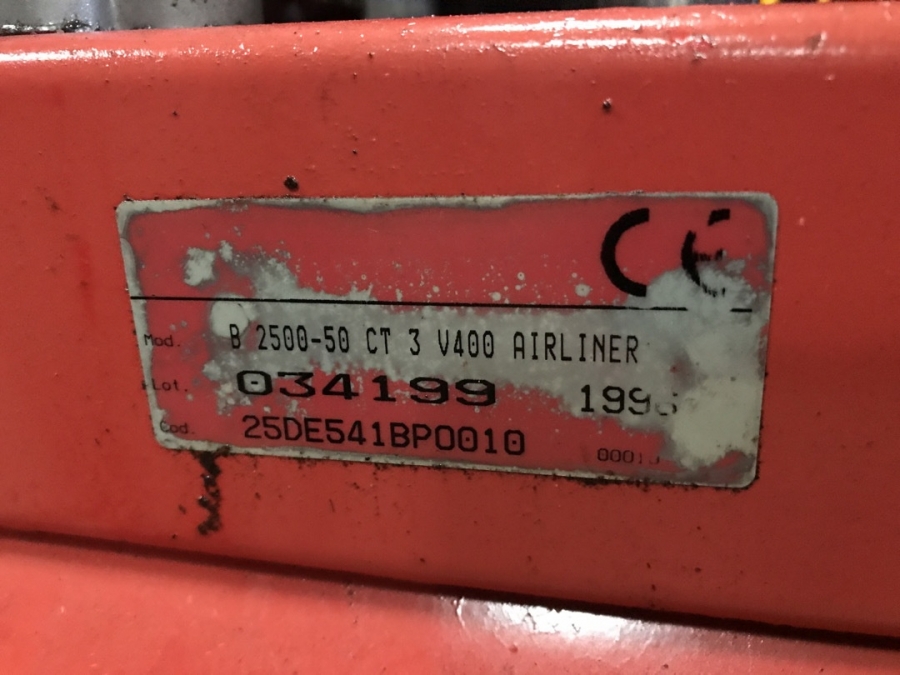 CE
Mod. B 2500-50 CT 3 V400 AIRLINER
Lot. 034199
Cod. 25DE541BP0010